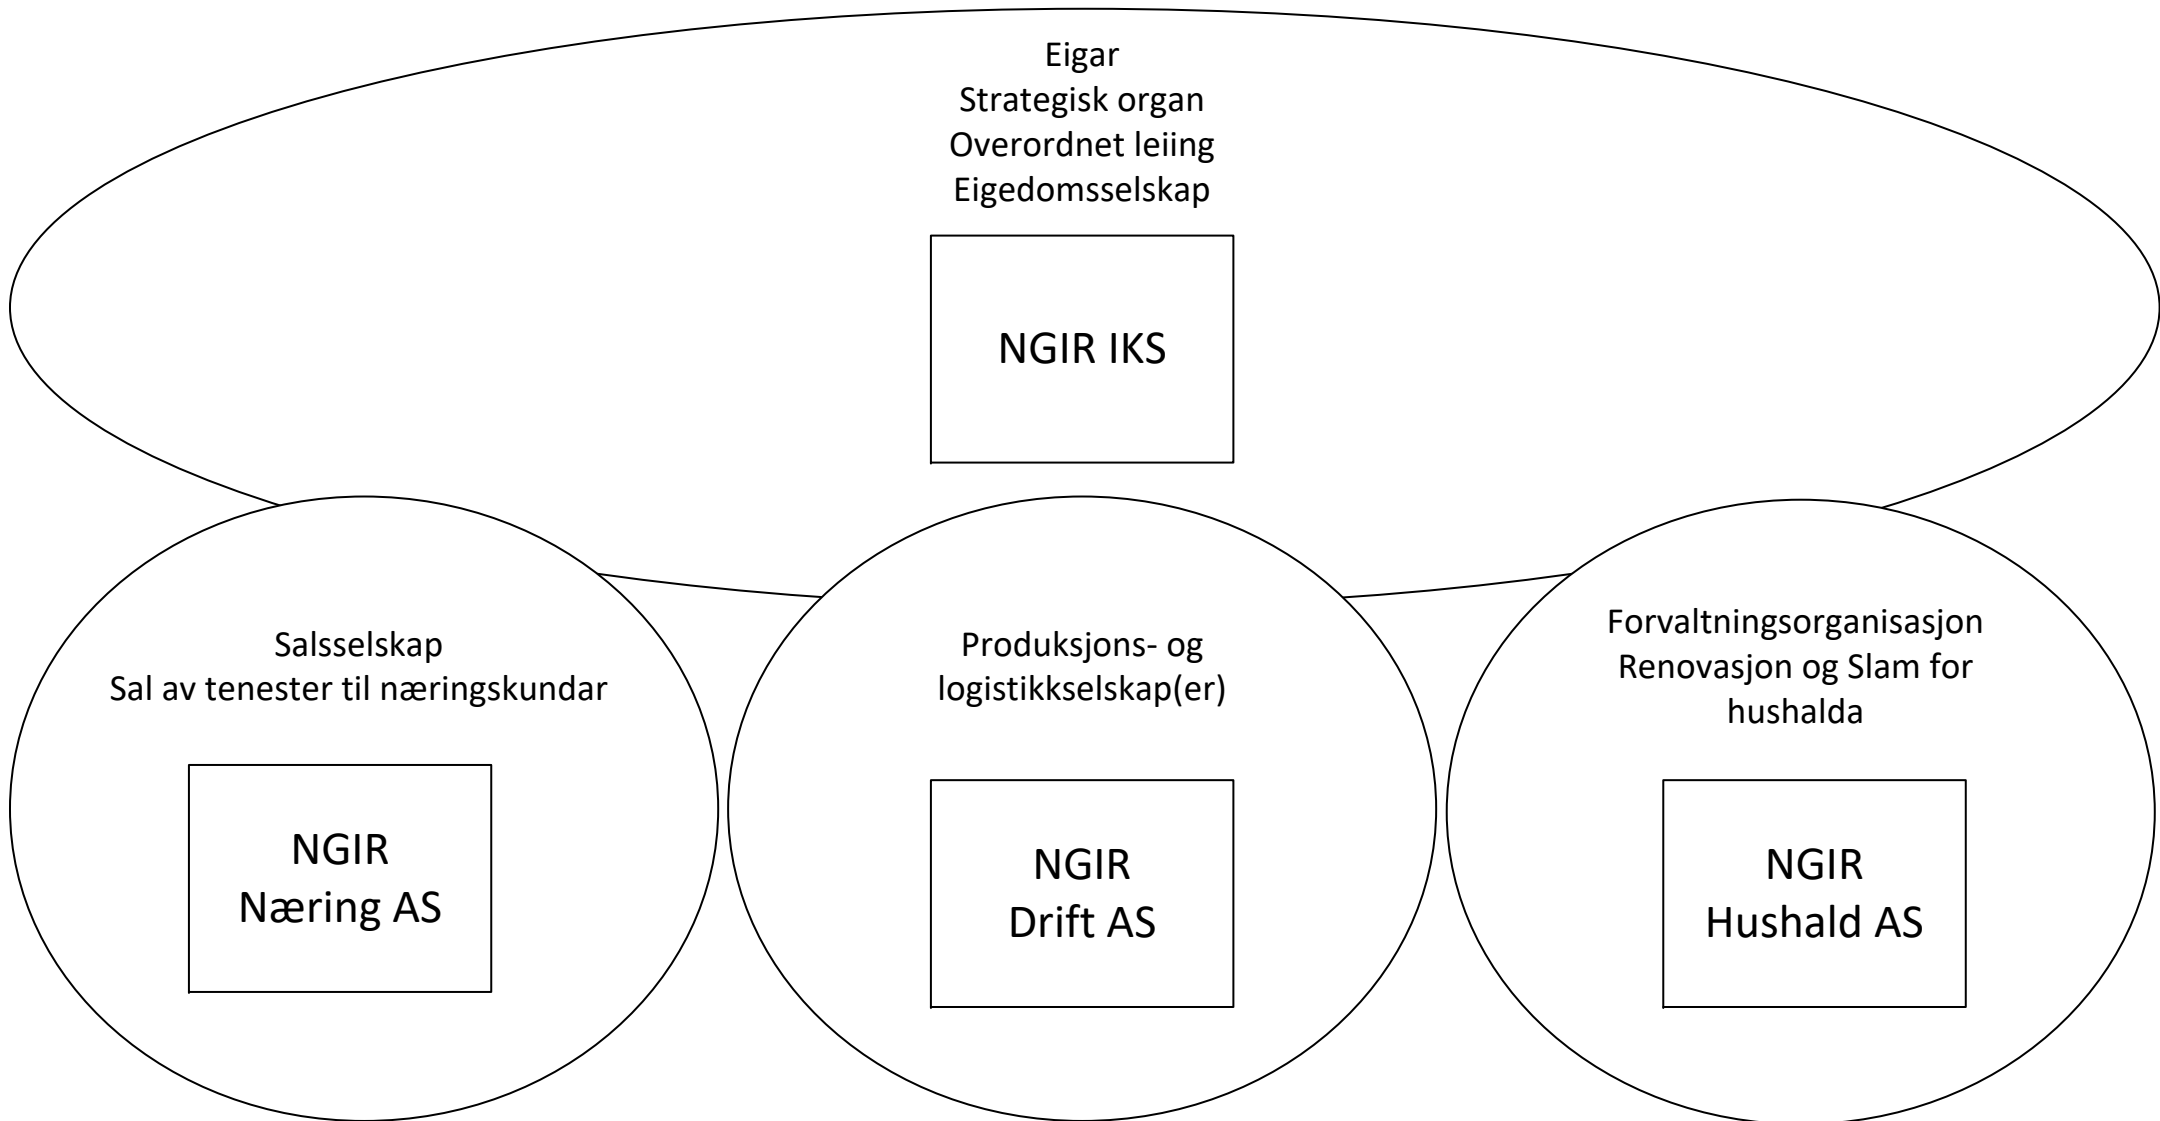 Eigar
Strategisk organ
Overordnet leiing
Eigedomsselskap
NGIR IKS
Salsselskap
Sal av tenester til næringskundar
NGIR
Næring AS
Produksjons- og
logistikkselskap(er)
NGIR
Drift AS
Forvaltningsorganisasjon
Renovasjon og Slam for
hushalda
NGIR
Hushald AS